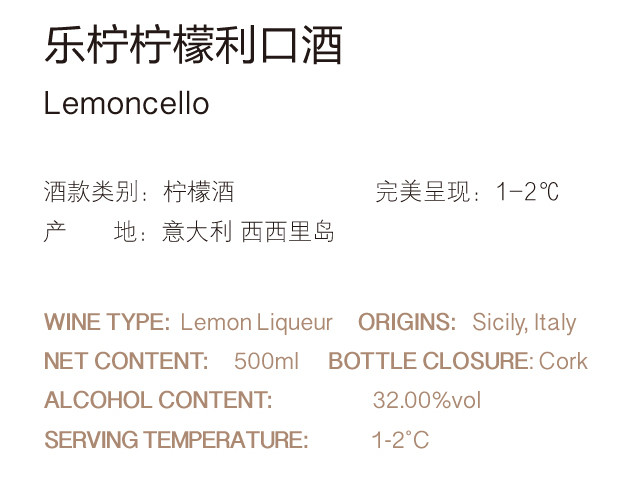 乐柠柠檬利口酒
Lemoncello
酒款类别：柠檬酒 完美呈现：1-2℃
产 地：意大利 西西里岛
WINE TYPE: Lemon Liqueur ORIGINS: Sicily, Italy
NET CONTENT: 500ml BOTTLE CLOSURE: Cork
ALCOHOL CONTENT: 32.00%vol
SERVING TEMPERATURE: 1-2°C